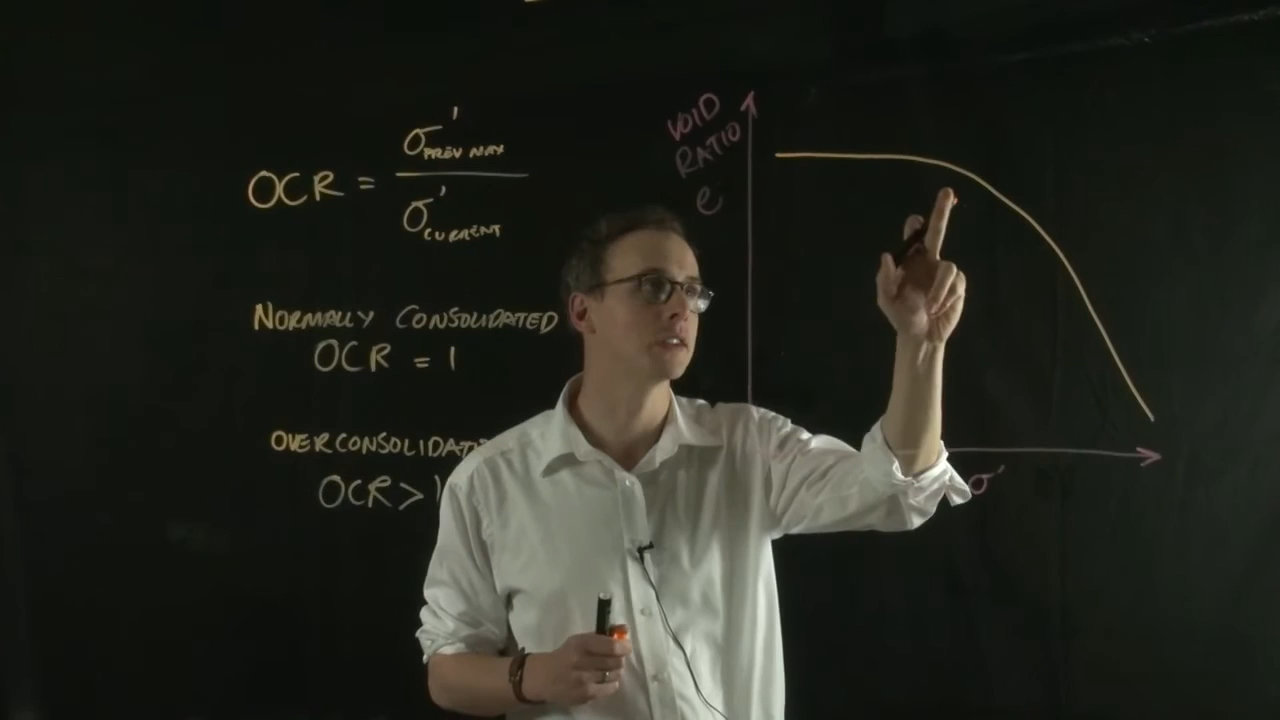 OCR = σ'PREV MAX / σ'CURRENT
NORMALLY CONSOLIDATED
OCR = 1
OVERCONSOLIDAT
OCR > 1
VOID
RATIO
e
σ'